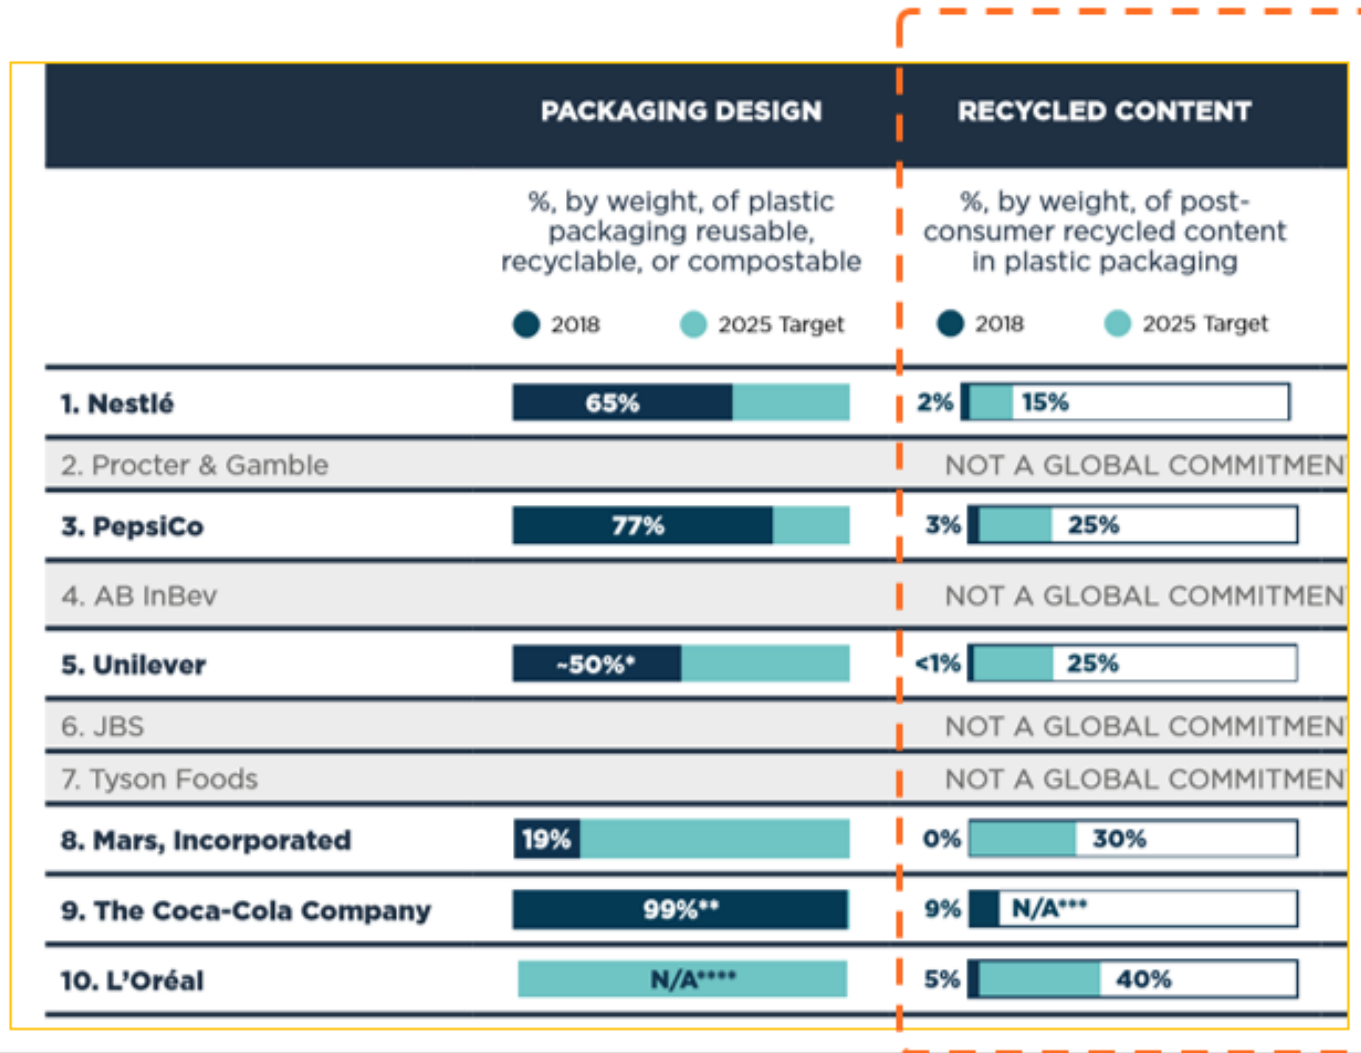 PACKAGING DESIGN RECYCLED CONTENT
%, by weight, of plastic
packaging reusable,
recyclable, or compostable
%, by weight, of post-
consumer recycled content
in plastic packaging
2018 2025 Target 2018 2025 Target
1. Nestlé 65% 2% 15%
2. Procter & Gamble NOT A GLOBAL COMMITMEN
3. PepsiCo 77% 3% 25%
4. AB InBev NOT A GLOBAL COMMITMEN
5. Unilever ~50%* <1% 25%
6. JBS NOT A GLOBAL COMMITMEN
7. Tyson Foods NOT A GLOBAL COMMITMEN
8. Mars, Incorporated 19% 0% 30%
9. The Coca-Cola Company 99%** 9% N/A***
10. L’Oréal N/A**** 5% 40%